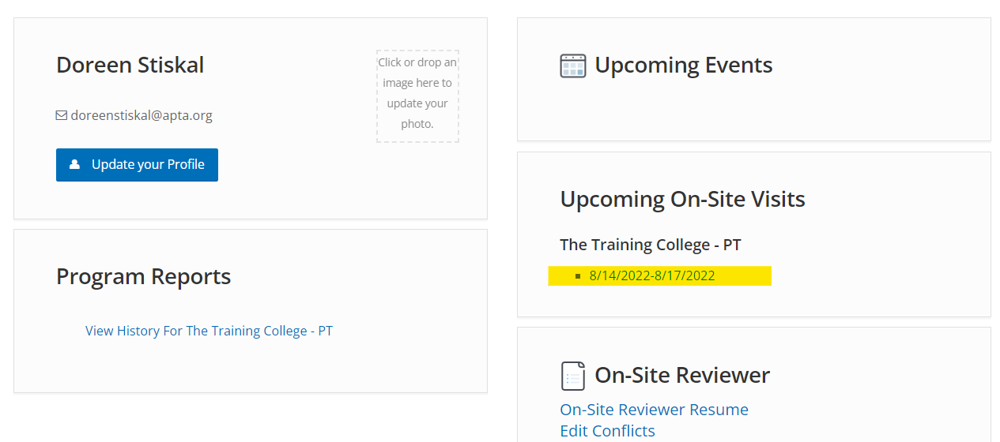 Doreen Stiskal
doreenstiskal@apta.org
Update your Profile
Click or drop an
image here to
update your
photo.
Program Reports
View History For The Training College - PT
Upcoming Events
Upcoming On-Site Visits
The Training College - PT
8/14/2022-8/17/2022
On-Site Reviewer
On-Site Reviewer Resume
Edit Conflicts